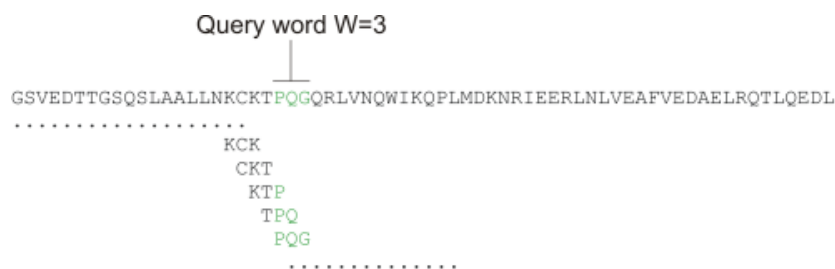 Query word W=3
GSVEDTTGSQSLAALLNKCKTPQGQRLVNQWIKQPLMDKNRIEERLNLVEAFVEDAELRQTLQEDL
...................
KCK
CKT
KTP
TPQ
PQG
..............